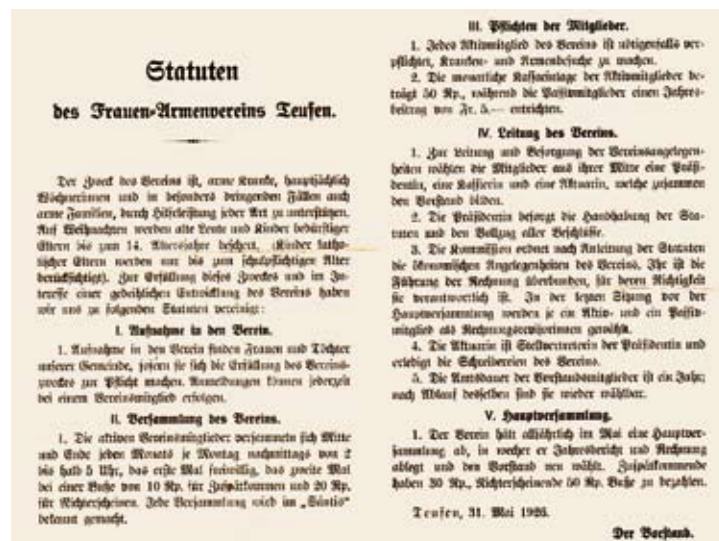 Statuten
des Frauen-Armenvereins Teufen.
Der Zweck des Vereins ist, arme Kranke, hauptsächlich
Wöchnerinnen und in besonders dringenden Fällen auch
arme Familien, durch Hilfeleistung jeder Art zu unterstützen.
Auf Weihnachten werden alte Leute und Kinder bedürftiger
Eltern bis zum 14. Altersjahre beschert. (Kinder katho-
lischer Eltern werden nur bis zum schulpflichtigen Alter
berücksichtigt). Zur Erfüllung dieses Zweckes und im In-
teresse einer gedeihlichen Entwicklung des Vereins haben
wir uns zu folgenden Statuten vereinigt:
I. Aufnahme in den Verein.
1. Aufnahme in den Verein finden Frauen und Töchter
unserer Gemeinde, sofern sie sich die Erfüllung des Vereins-
zweckes zur Pflicht machen. Anmeldungen können jederzeit
bei einem Vereinsmitglied erfolgen.
II. Versammlung des Vereins.
1. Die aktiven Vereinsmitglieder versammeln sich Mitte
und Ende jeden Monats je Montag nachmittags von 2
bis halb 5 Uhr, das erste Mal freiwillig, das zweite Mal
bei einer Buße von 10 Rp. für Zuspätkommen und 20 Rp.
für Nichterscheinen. Jede Versammlung wird im „Säntis“
bekannt gemacht.
III. Pflichten der Mitglieder.
1. Jedes Aktivmitglied des Vereins ist nötigenfalls ver-
pflichtet, Kranken- und Armenbesuche zu machen.
2. Die monatliche Kassaeinlage der Aktivmitglieder be-
trägt 50 Rp., während die Passivmitglieder einen Jahres-
beitrag von Fr. 5.— entrichten.
IV. Leitung des Vereins.
1. Zur Leitung und Besorgung der Vereinsangelegen-
heiten wählen die Mitglieder aus ihrer Mitte eine Präsi-
dentin, eine Kassierin und eine Aktuarin, welche zusammen
den Vorstand bilden.
2. Die Präsidentin besorgt die Handhabung der Sta-
tuten und den Vollzug aller Beschlüsse.
3. Die Kommission ordnet nach Anleitung der Statuten
die ökonomischen Angelegenheiten des Vereins. Ihr ist die
Führung der Rechnung überbunden, für deren Richtigkeit
sie verantwortlich ist. In der letzten Sitzung vor der
Hauptversammlung werden je ein Aktiv- und ein Passiv-
mitglied als Rechnungsrevisorinnen gewählt.
4. Die Aktuarin ist Stellvertreterin der Präsidentin und
erledigt die Schreibereien des Vereins.
5. Die Amtsdauer der Vorstandsmitglieder ist ein Jahr;
nach Ablauf desselben sind sie wieder wählbar.
V. Hauptversammlung.
1. Der Verein hält alljährlich im Mai eine Hauptver-
sammlung ab, in welcher er Jahresbericht und Rechnung
ablegt und den Vorstand neu wählt. Zuspätkommende
haben 30 Rp., Nichterscheinende 50 Rp. Buße zu bezahlen.
Teufen, 31. Mai 1926.
Der Vorstand.